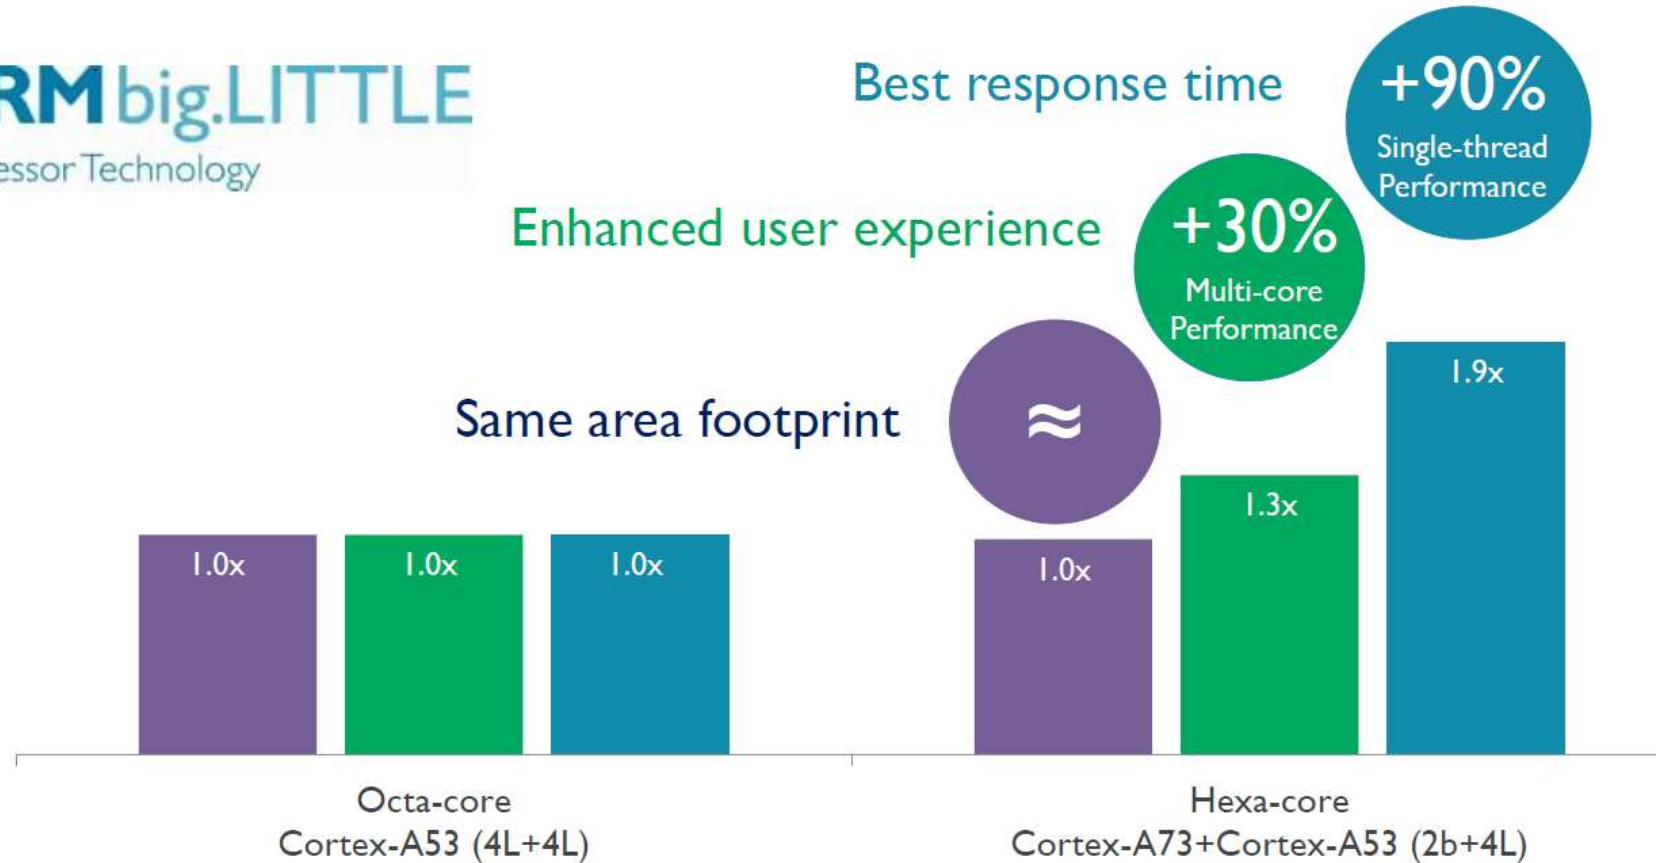 RM big.LITTLE
essor Technology
Best response time
+90%
Single-thread
Performance
Enhanced user experience
+30%
Multi-core
Performance
Same area footprint
≈
1.0x
1.0x
1.0x
1.0x
1.3x
1.9x
Octa-core
Cortex-A53 (4L+4L)
Hexa-core
Cortex-A73+Cortex-A53 (2b+4L)